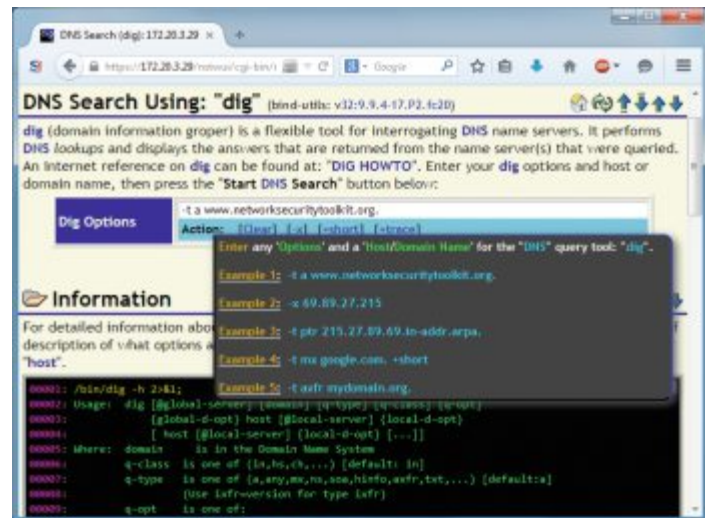 DNS Search (dig): 172.20.3.29
https://172.20.3.29/nstwui/cgi-bin/
Google
DNS Search Using: "dig" (bind-utils: v32:9.9.4-17.P2.fc20)
dig (domain information groper) is a flexible tool for interrogating DNS name servers. It performs
DNS lookups and displays the answers that are returned from the name server(s) that were queried.
An Internet reference on dig can be found at: "DIG HOWTO". Enter your dig options and host or
domain name, then press the "Start DNS Search" button below:
Dig Options
-t a www.networksecuritytoolkit.org.
Action: [Clear] [-x] [+short] [+trace]
Enter any 'Options' and a 'Host/Domain Name' for the "DNS" query tool: "dig".
Example 1: -t a www.networksecuritytoolkit.org.
Example 2: -x 69.89.27.215
Example 3: -t ptr 215.27.89.69.in-addr.arpa.
Example 4: -t mx google.com. +short
Example 5: -t axfr mydomain.org.
Information
For detailed information abou
description of what options a
"host".
00001: /bin/dig -h 2>&1;
00002: Usage: dig [@global-server] [domain] [q-type] [q-class] {q-opt}
00003: {global-d-opt} host [@local-server] {local-d-opt}
00004: [ host [@local-server] {local-d-opt} [...]]
00005: Where: domain is in the Domain Name System
00006: q-class is one of (in,hs,ch,...) [default: in]
00007: q-type is one of (a,any,mx,ns,soa,hinfo,axfr,txt,...) [default:a]
00008: (Use ixfr=version for type ixfr)
00009: q-opt is one of: